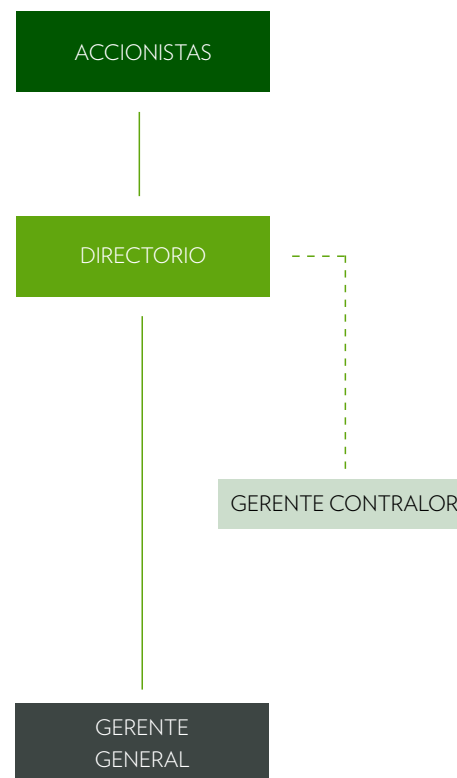 ACCIONISTAS
DIRECTORIO
GERENTE CONTRALOR
GERENTE
GENERAL